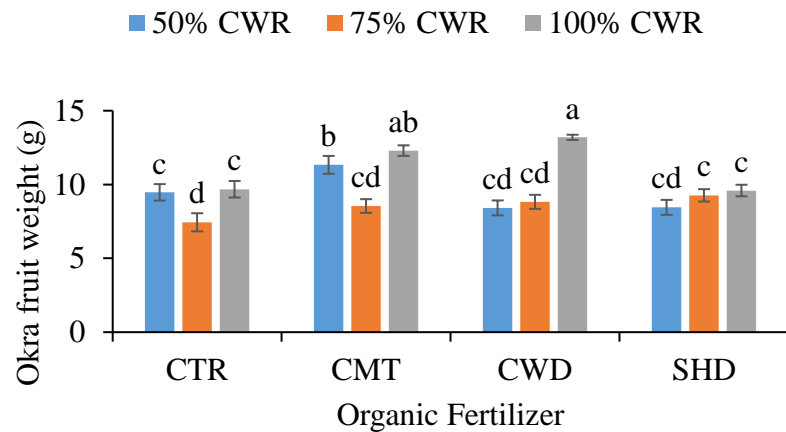 50% CWR 75% CWR 100% CWR
Okra fruit weight (g)
15
10
5
0
c d c b cd ab cd cd a cd c c
CTR CMT CWD SHD
Organic Fertilizer